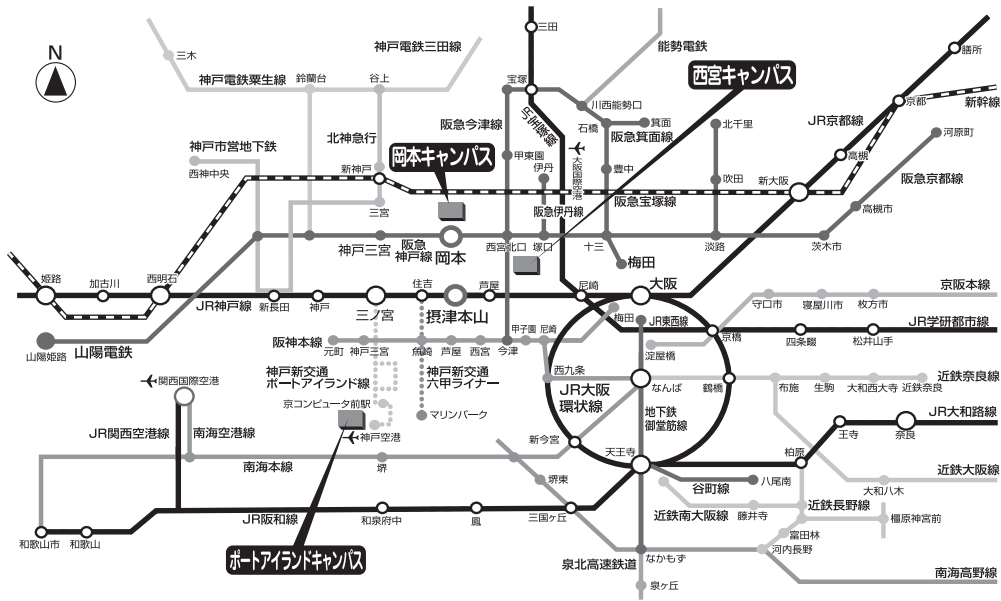 三田
能勢電鉄
三木
神戸電鉄三田線
膳所
N
神戸電鉄粟生線
鈴蘭台
谷上
宝塚
西宮キャンパス
京都
新幹線
川西能勢口
JR宝塚線
石橋
箕面
北千里
JR京都線
北神急行
阪急今津線
阪急箕面線
河原町
神戸市営地下鉄
岡本キャンパス
甲東園
大阪国際空港
高槻
西神中央
新神戸
伊丹
豊中
吹田
新大阪
阪急京都線
三宮
阪急伊丹線
阪急宝塚線
高槻市
神戸三宮
阪急
神戸線
岡本
西宮北口
塚口
十三
淡路
茨木市
梅田
姫路
加古川
西明石
住吉
芦屋
尼崎
大阪
京阪本線
JR神戸線
新長田
神戸
三ノ宮
摂津本山
守口市
寝屋川市
枚方市
梅田
JR東西線
JR学研都市線
山陽姫路
山陽電鉄
阪神本線
甲子園
尼崎
京橋
元町
神戸三宮
魚崎
芦屋
西宮
今津
淀屋橋
四条畷
松井山手
神戸新交通
ポートアイランド線
神戸新交通
六甲ライナー
西九条
近鉄奈良線
関西国際空港
JR大阪
環状線
なんば
鶴橋
布施
生駒
大和西大寺
近鉄奈良
京コンピュータ前駅
マリンパーク
地下鉄
御堂筋線
JR大和路線
JR関西空港線
南海空港線
神戸空港
新今宮
天王寺
王寺
奈良
柏原
南海本線
堺
堺東
谷町線
八尾南
近鉄大阪線
大和八木
近鉄長野線
近鉄南大阪線
藤井寺
橿原神宮前
JR阪和線
和泉府中
鳳
三国ヶ丘
富田林
和歌山市
和歌山
ポートアイランドキャンパス
泉北高速鉄道
なかもず
河内長野
南海高野線
泉ヶ丘